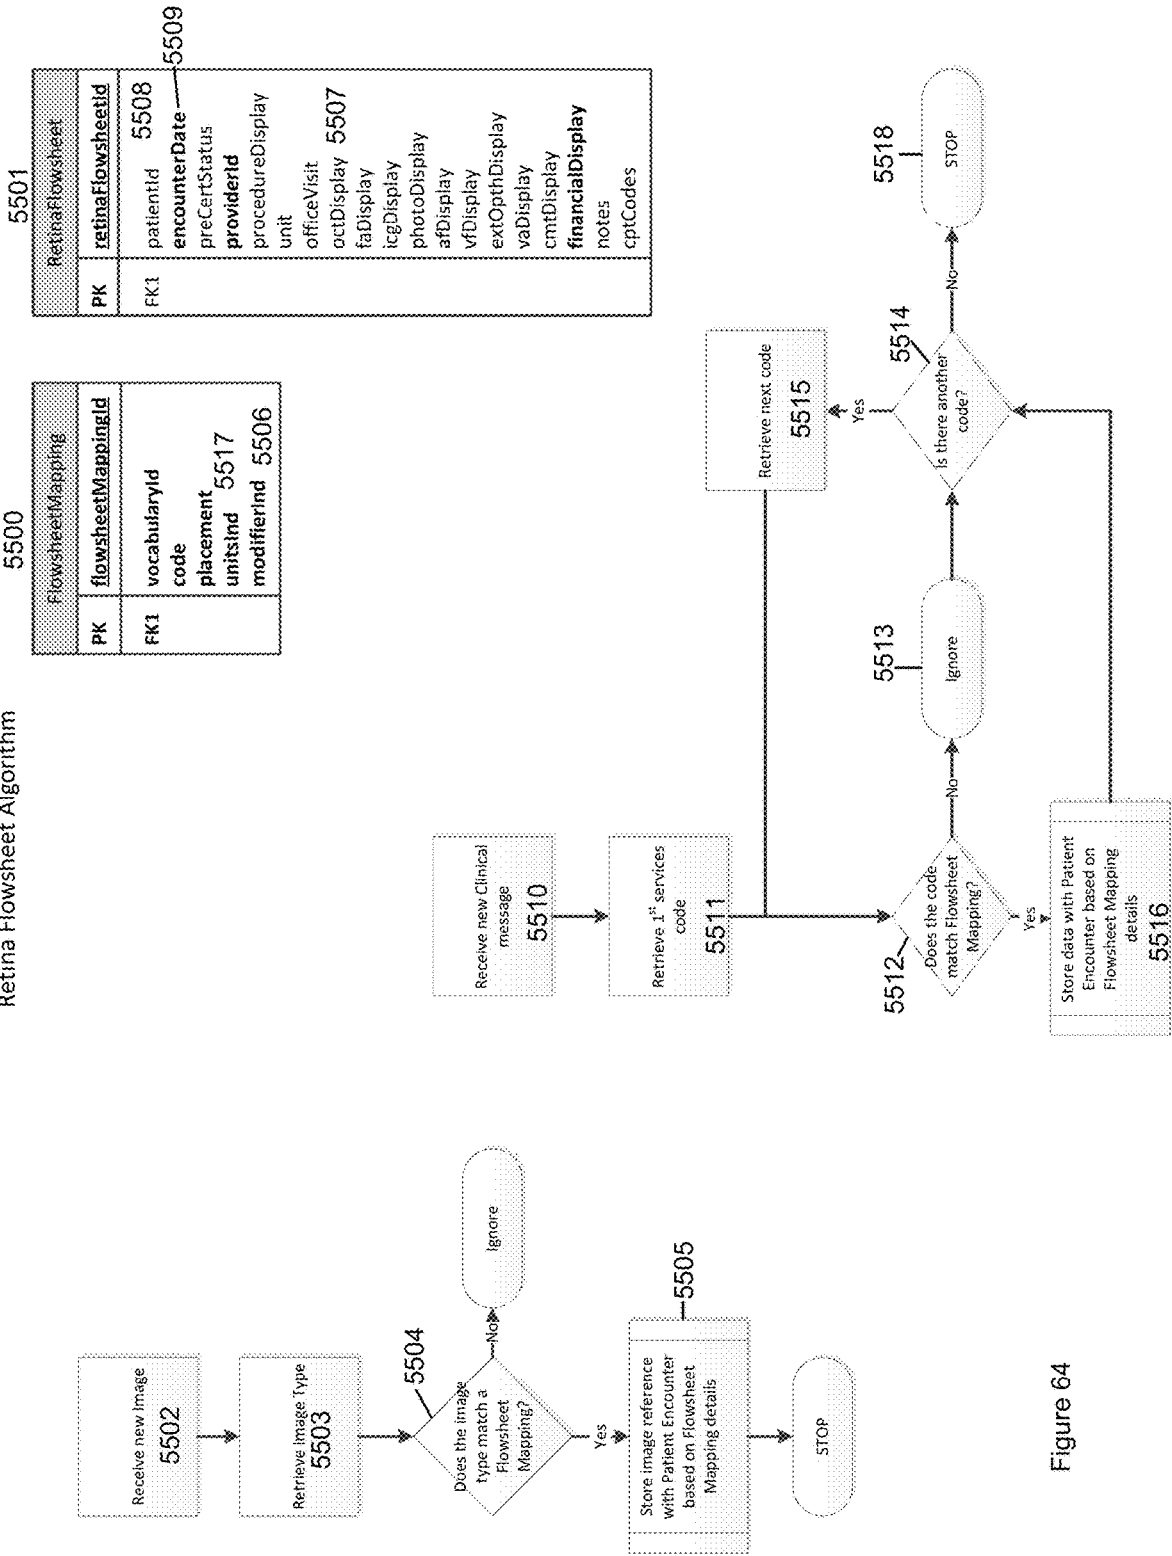 Retina Flowsheet Algorithm
5500
FlowsheetMapping
PK
flowsheetMappingId
FK1
vocabularyId
code
placement
unitsInd 5517
modifierInd 5506
5501
RetinaFlowsheet
PK
retinaFlowsheetId
FK1
patientId 5508
encounterDate 5509
preCertStatus
providerId
procedureDisplay
unit
officeVisit
octDisplay 5507
faDisplay
icgDisplay
photoDisplay
afDisplay
vfDisplay
extOpthDisplay
vaDisplay
cmtDisplay
financialDisplay
notes
cptCodes
Receive new Image
5502
Retrieve Image Type
5503
5504
Does the image
type match a
Flowsheet
Mapping?
No
Ignore
Yes
5505
Store image reference
with Patient Encounter
based on Flowsheet
Mapping details
STOP
Receive new Clinical
message
5510
Retrieve 1st services
code
5511
5512
Does the code
match Flowsheet
Mapping?
No
5513
Ignore
Yes
Store data with Patient
Encounter based on
Flowsheet Mapping
details
5516
5514
Is there another
code?
Yes
Retrieve next code
5515
No
5518
STOP
Figure 64